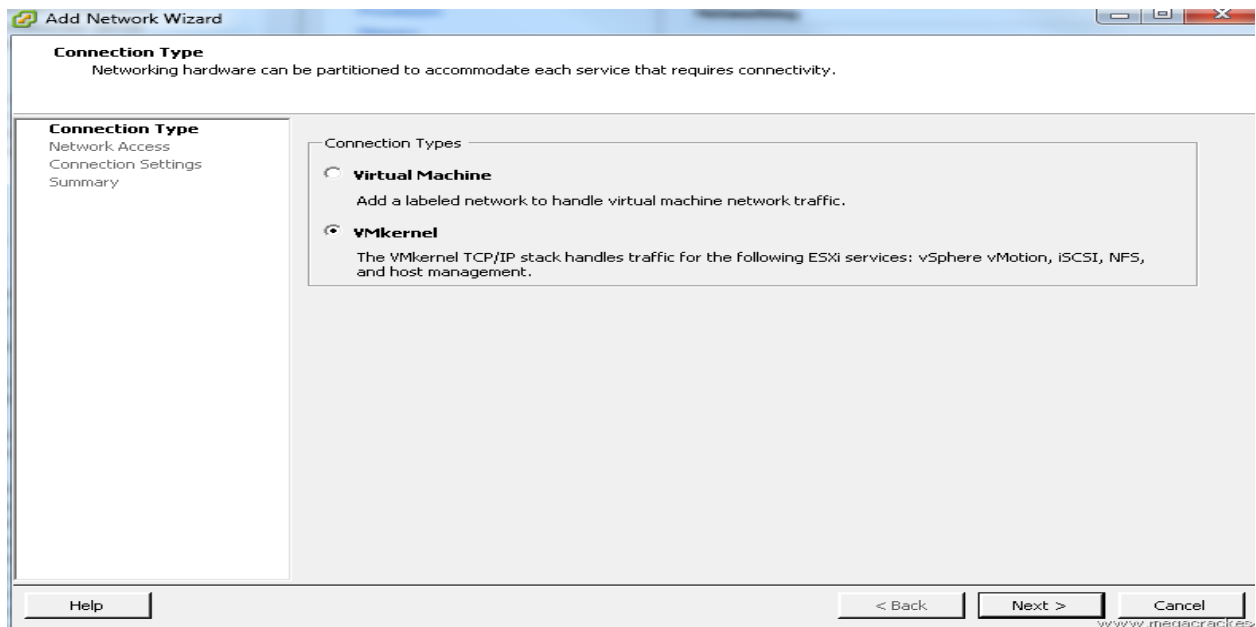 Add Network Wizard
Connection Type
Networking hardware can be partitioned to accommodate each service that requires connectivity.
Connection Type
Network Access
Connection Settings
Summary
Connection Types
Virtual Machine
Add a labeled network to handle virtual machine network traffic.
VMkernel
The VMkernel TCP/IP stack handles traffic for the following ESXi services: vSphere vMotion, iSCSI, NFS,
and host management.
Help
< Back
Next >
Cancel